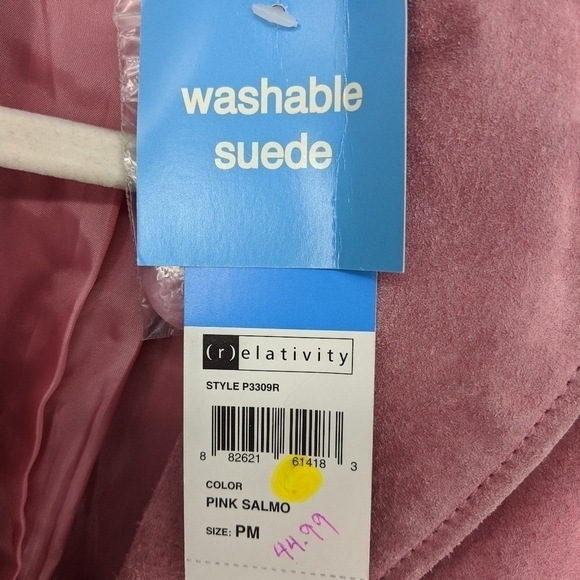 washable
suede
(r)elativity
STYLE P3309R
8 82621 61418 3
COLOR
PINK SALMO
SIZE: PM
44.99